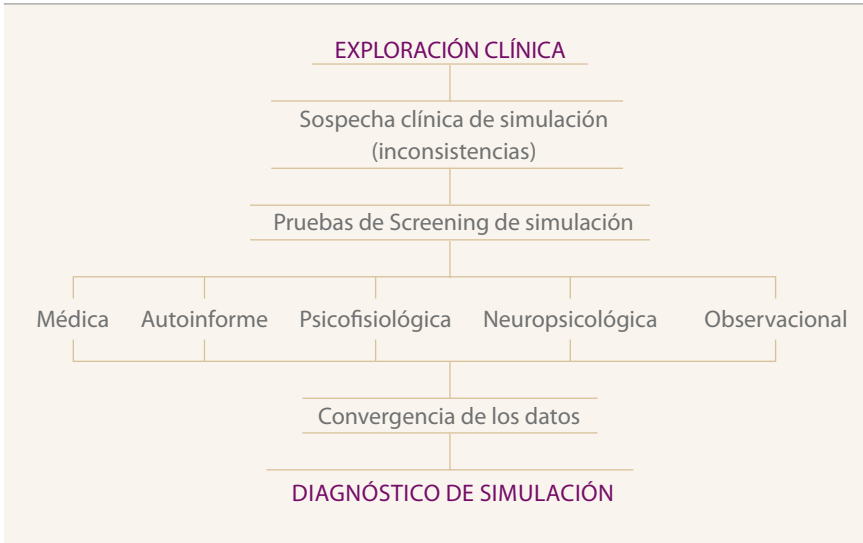 EXPLORACIÓN CLÍNICA
Sospecha clínica de simulación
(inconsistencias)
Pruebas de Screening de simulación
Médica Autoinforme Psicofisiológica Neuropsicológica Observacional
Convergencia de los datos
DIAGNÓSTICO DE SIMULACIÓN